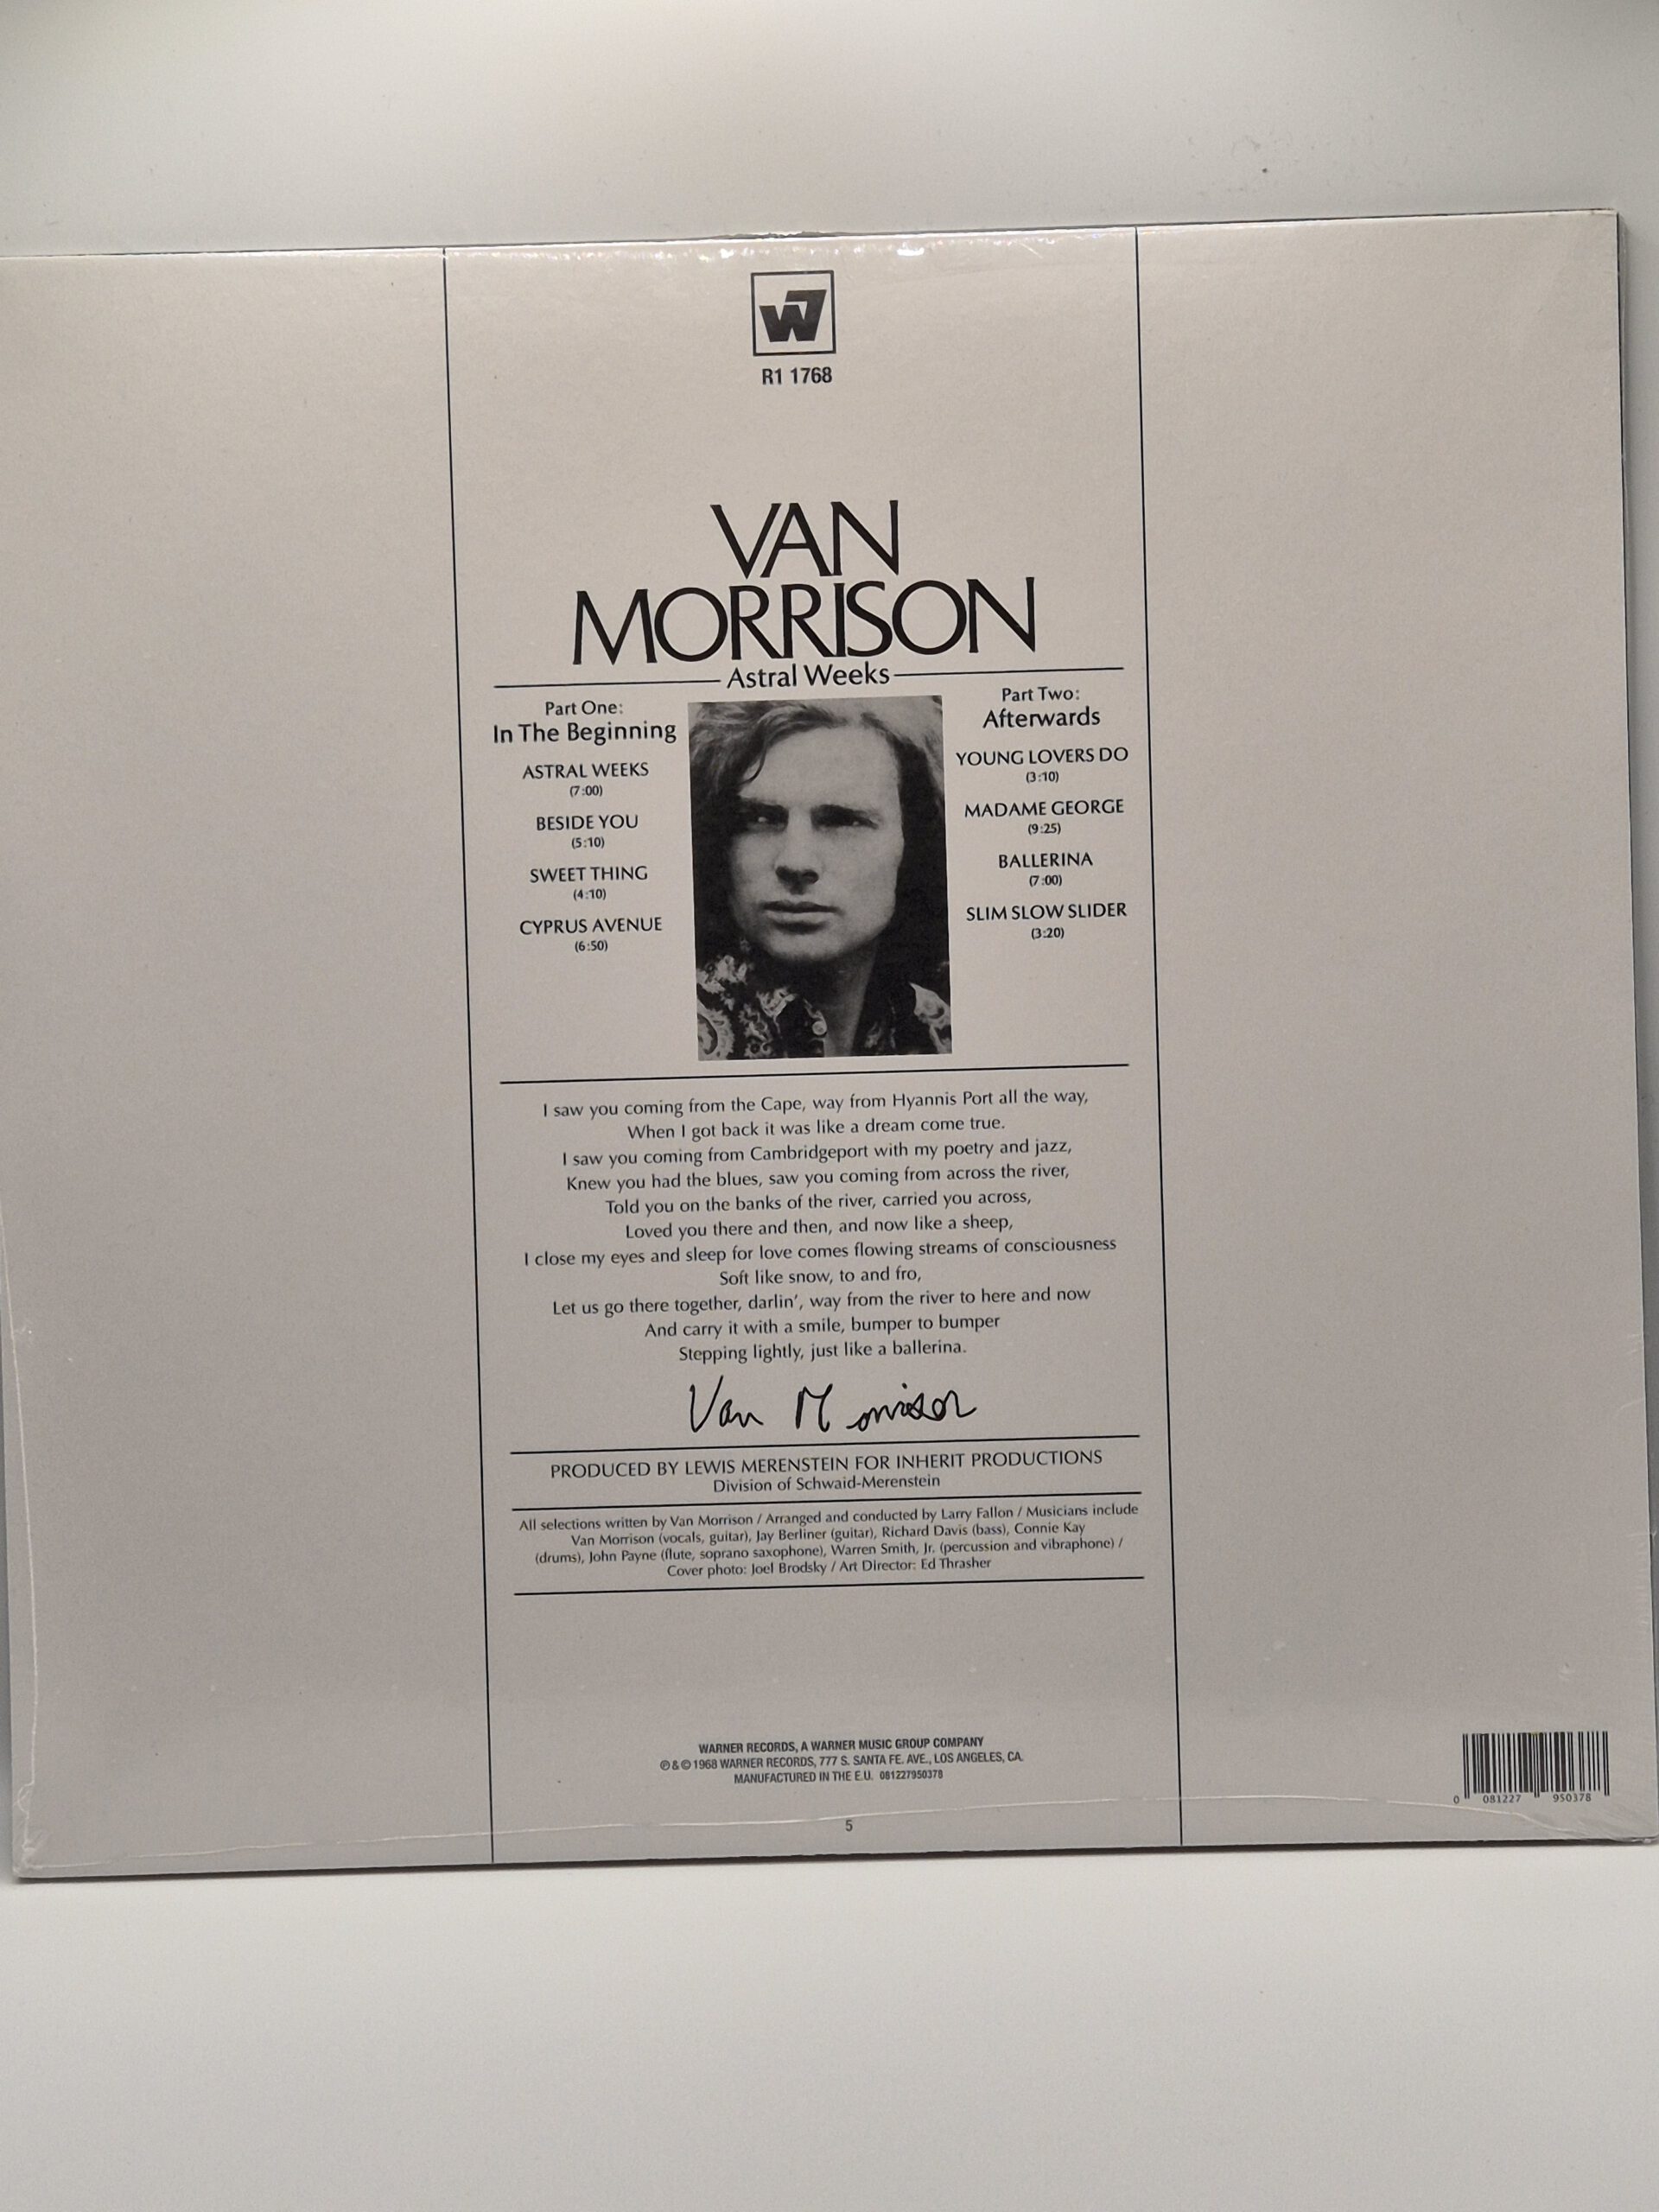 W
R1 1768
VAN
MORRISON
Astral Weeks
Part One:
In The Beginning
ASTRAL WEEKS
(7:00)
BESIDE YOU
(5:10)
SWEET THING
(4:10)
CYPRUS AVENUE
(6:50)
Part Two:
Afterwards
YOUNG LOVERS DO
(3:10)
MADAME GEORGE
(9:25)
BALLERINA
(7:00)
SLIM SLOW SLIDER
(3:20)
I saw you coming from the Cape, way from Hyannis Port all the way,
When I got back it was like a dream come true.
I saw you coming from Cambridgeport with my poetry and jazz,
Knew you had the blues, saw you coming from across the river,
Told you on the banks of the river, carried you across,
Loved you there and then, and now like a sheep,
I close my eyes and sleep for love comes flowing streams of consciousness
Soft like snow, to and fro,
Let us go there together, darlin', way from the river to here and now
And carry it with a smile, bumper to bumper
Stepping lightly, just like a ballerina.
Van Morrison
PRODUCED BY LEWIS MERENSTEIN FOR INHERIT PRODUCTIONS
Division of Schwaid-Merenstein
All selections written by Van Morrison / Arranged and conducted by Larry Fallon / Musicians include
Van Morrison (vocals, guitar), Jay Berliner (guitar), Richard Davis (bass), Connie Kay
(drums), John Payne (flute, soprano saxophone), Warren Smith, Jr. (percussion and vibraphone) /
Cover photo: Joel Brodsky / Art Director: Ed Thrasher
WARNER RECORDS, A WARNER MUSIC GROUP COMPANY
℗&© 1968 WARNER RECORDS, 777 S. SANTA FE. AVE., LOS ANGELES, CA.
MANUFACTURED IN THE E.U. 081227950378
5
0 081227 950378